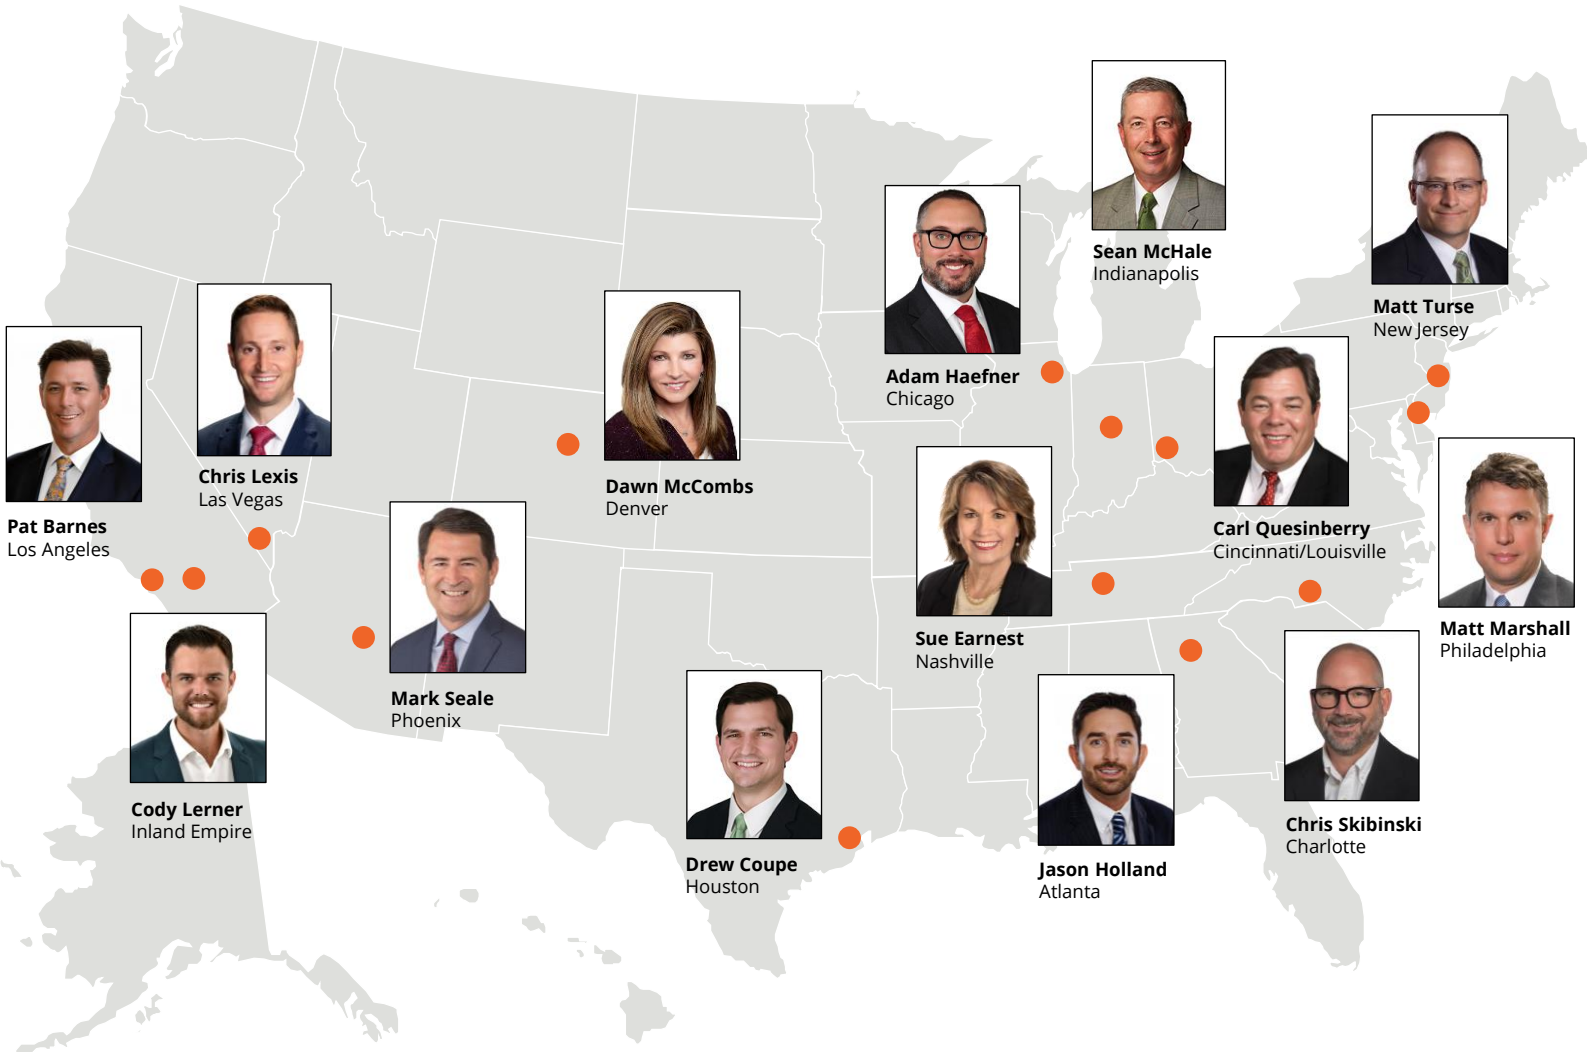 Sean McHale
Indianapolis
Matt Turse
New Jersey
Adam Haefner
Chicago
Chris Lexis
Las Vegas
Dawn McCombs
Denver
Pat Barnes
Los Angeles
Carl Quesinberry
Cincinnati/Louisville
Sue Earnest
Nashville
Matt Marshall
Philadelphia
Mark Seale
Phoenix
Cody Lerner
Inland Empire
Drew Coupe
Houston
Jason Holland
Atlanta
Chris Skibinski
Charlotte